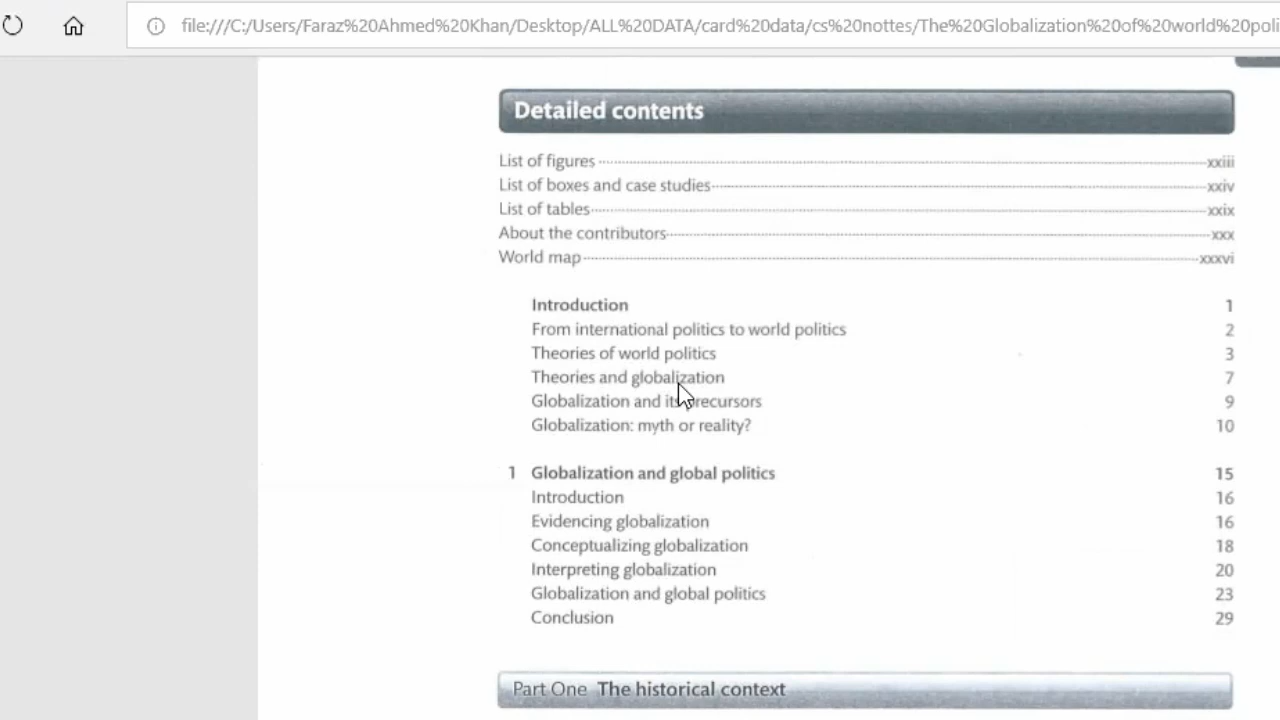 file:///C:/Users/Faraz%20Ahmed%20Khan/Desktop/ALL%20DATA/card%20data/cs%20nottes/The%20Globalization%20of%20world%20poli
Detailed contents
List of figures xxiii
List of boxes and case studies xxiv
List of tables xxix
About the contributors xxx
World map xxxvi
Introduction 1
From international politics to world politics 2
Theories of world politics 3
Theories and globalization 7
Globalization and its precursors 9
Globalization: myth or reality? 10
1 Globalization and global politics 15
Introduction 16
Evidencing globalization 16
Conceptualizing globalization 18
Interpreting globalization 20
Globalization and global politics 23
Conclusion 29
Part One The historical context